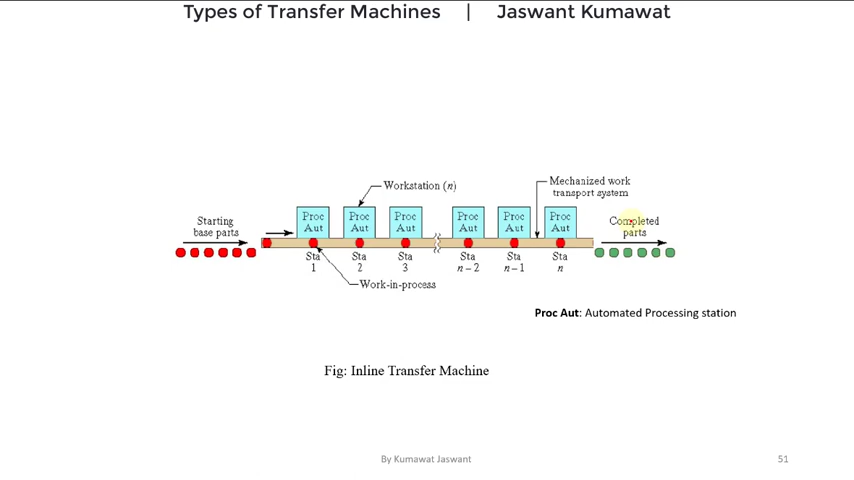 Types of Transfer Machines | Jaswant Kumawat
Workstation (n)
Mechanized work
transport system
Starting
base parts
Proc
Aut
Proc
Aut
Proc
Aut
Proc
Aut
Proc
Aut
Proc
Aut
Completed
parts
Sta
1
Sta
2
Sta
3
Sta
n – 2
Sta
n – 1
Sta
n
Work-in-process
Proc Aut: Automated Processing station
Fig: Inline Transfer Machine
By Kumawat Jaswant
51